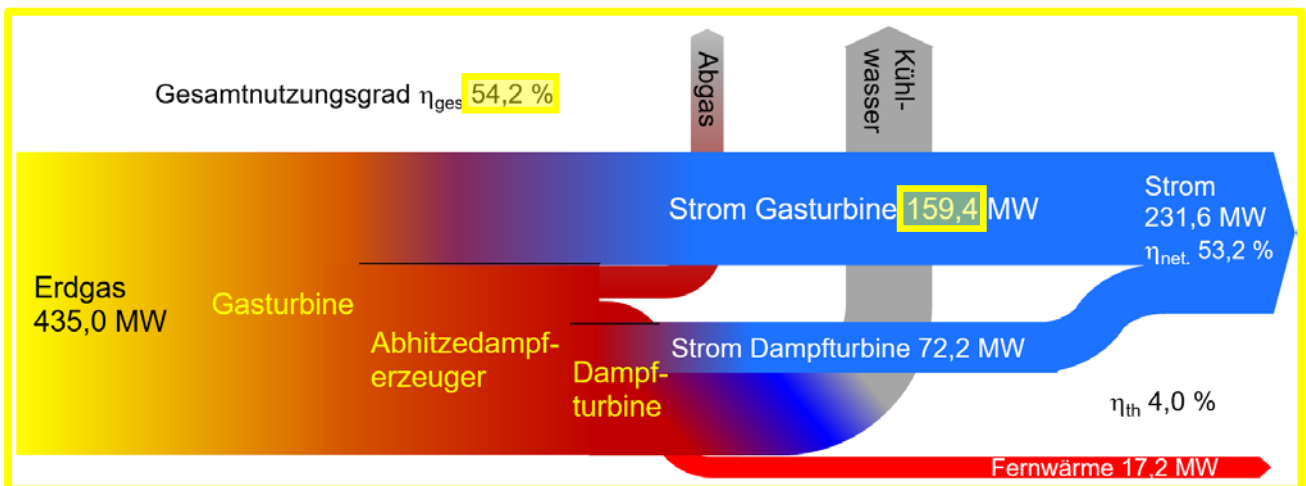 Gesamtnutzungsgrad ηges 54,2 %
Abgas
Kühl-
wasser
Strom Gasturbine 159,4 MW
Strom
231,6 MW
ηnet. 53,2 %
Erdgas
435,0 MW
Gasturbine
Abhitzedampf-
erzeuger
Dampf-
turbine
Strom Dampfturbine 72,2 MW
ηth 4,0 %
Fernwärme 17,2 MW